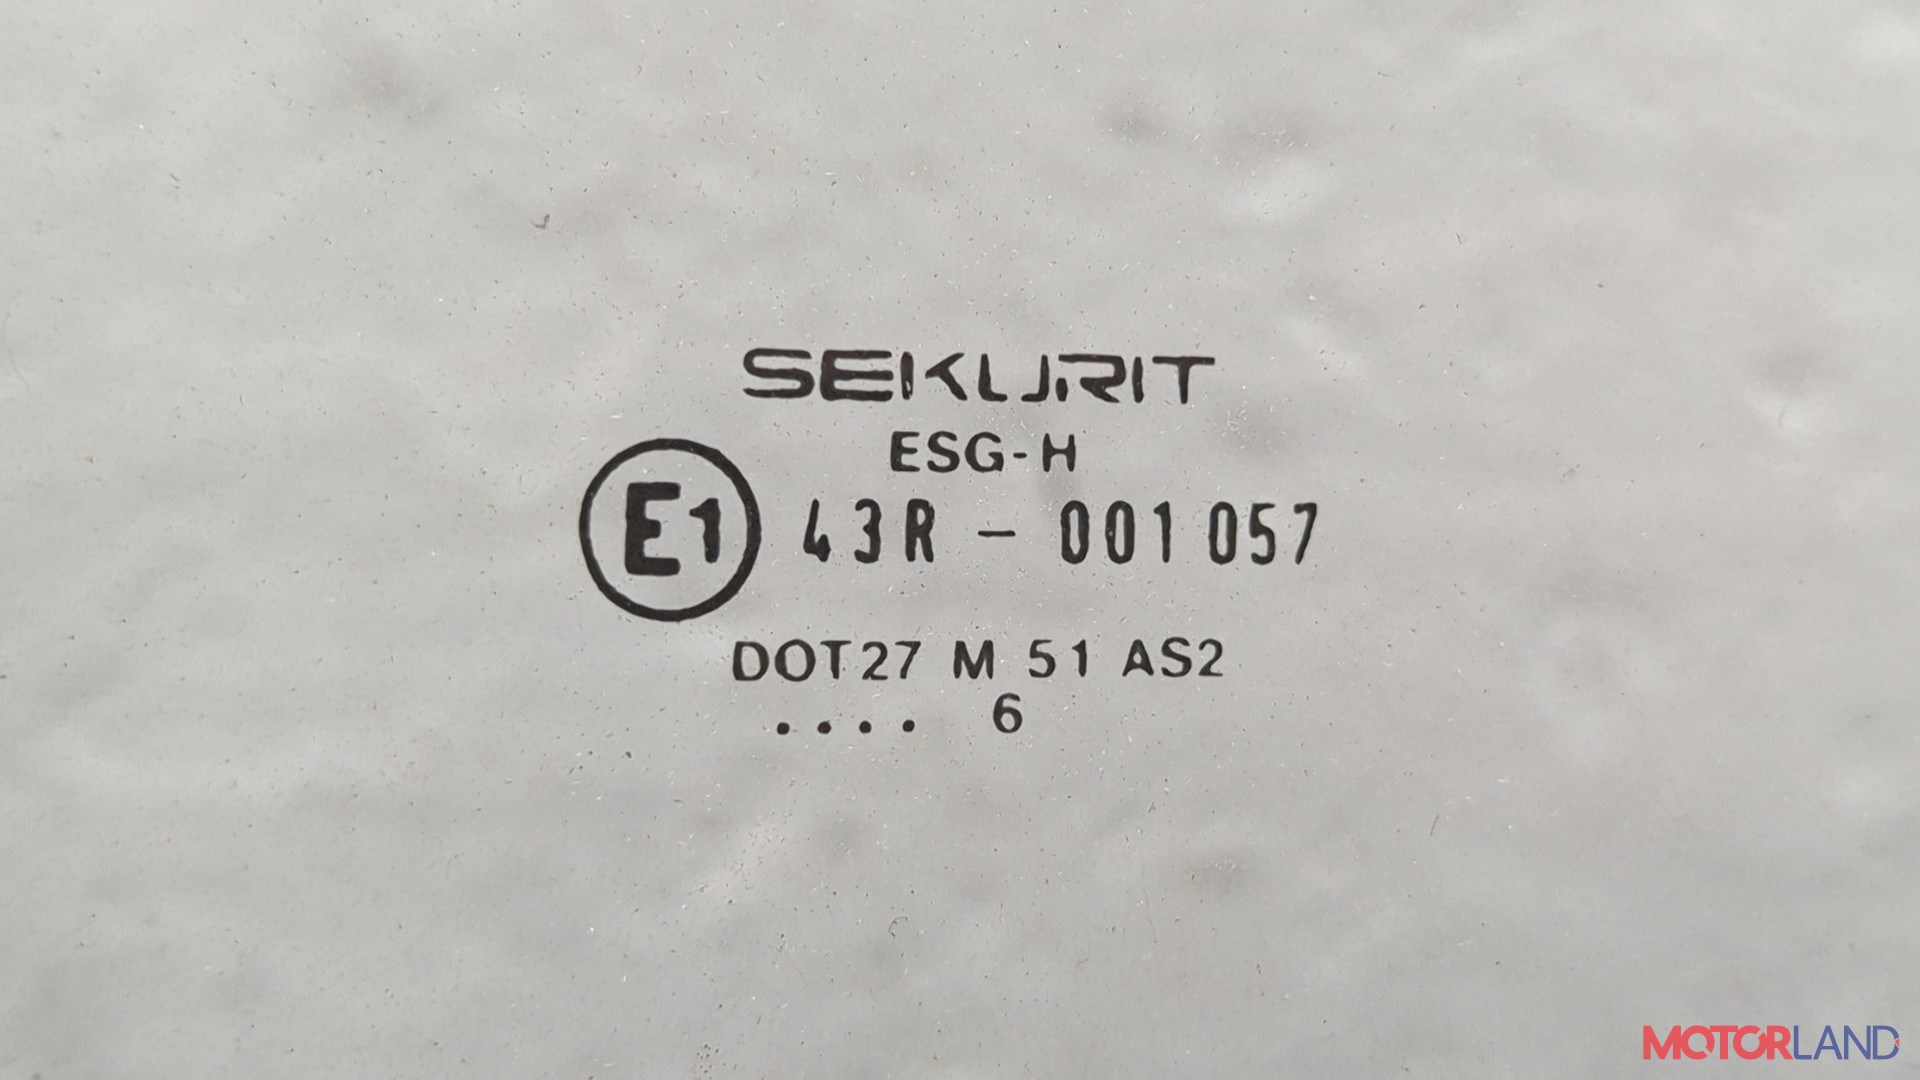 SEKURIT
ESG-H
E1 43R - 001057
DOT27 M 51 AS2
.... 6
MOTORLAND